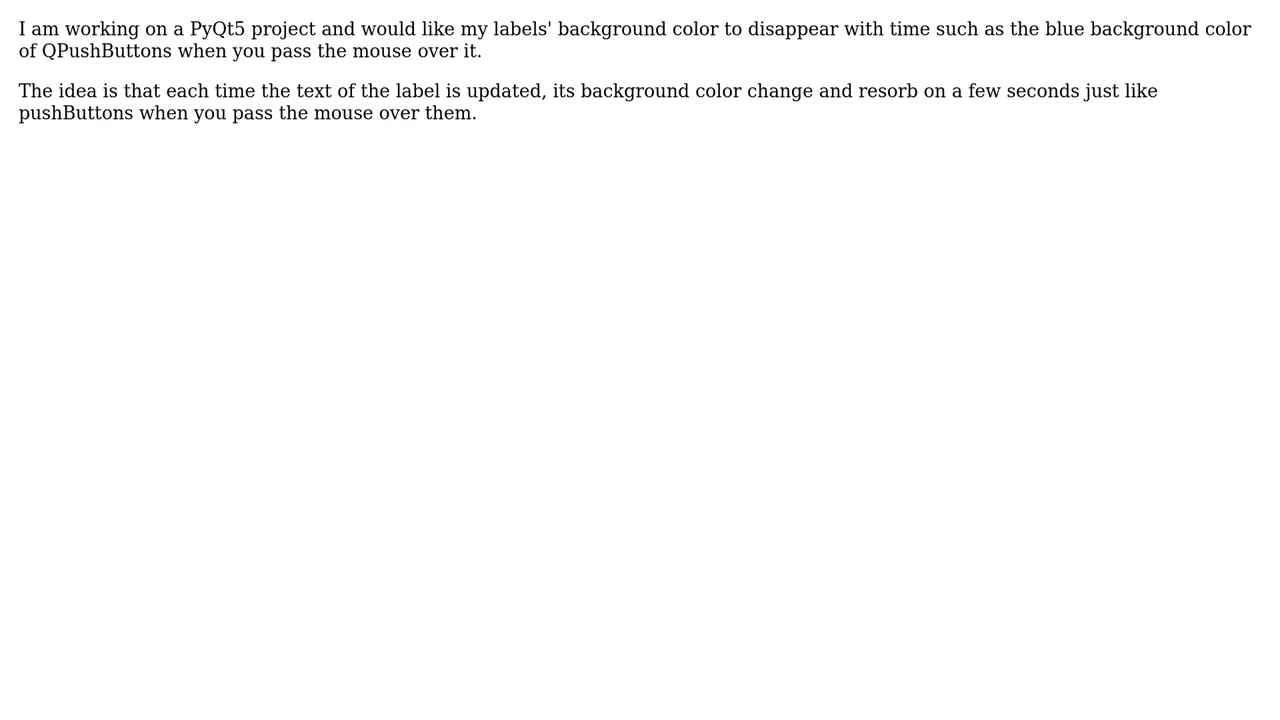 I am working on a PyQt5 project and would like my labels' background color to disappear with time such as the blue background color
of QPushButtons when you pass the mouse over it.
The idea is that each time the text of the label is updated, its background color change and resorb on a few seconds just like
pushButtons when you pass the mouse over them.